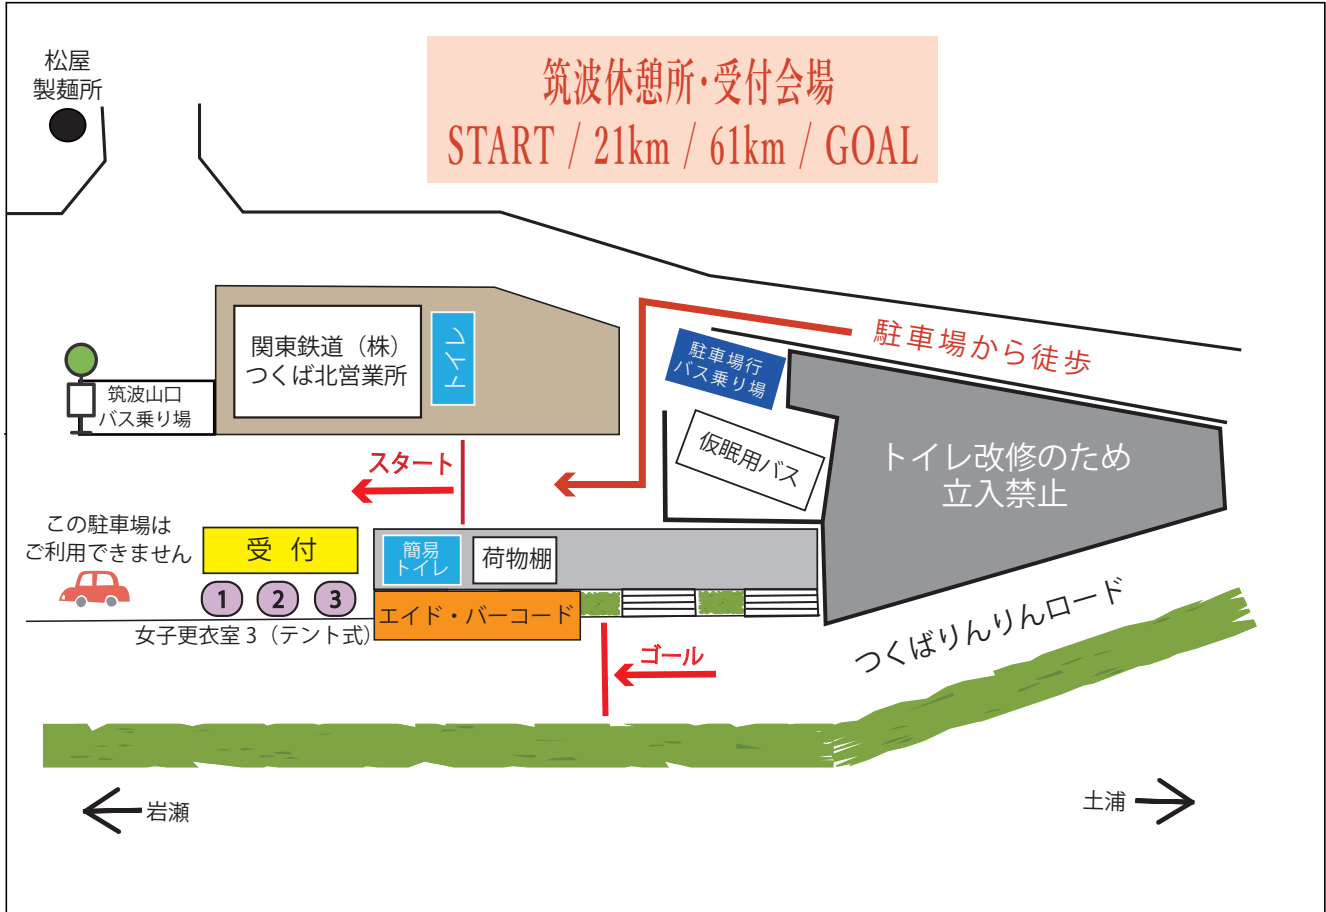 松屋
製麺所
筑波休憩所・受付会場
START / 21km / 61km / GOAL
関東鉄道（株）
つくば北営業所
トイレ
筑波山口
バス乗り場
駐車場から徒歩
駐車場行
バス乗り場
仮眠用バス
トイレ改修のため
立入禁止
スタート
この駐車場は
ご利用できません
受 付
簡易
トイレ
荷物棚
1 2 3
エイド・バーコード
女子更衣室 3（テント式）
ゴール
つくばりんりんロード
岩瀬
土浦